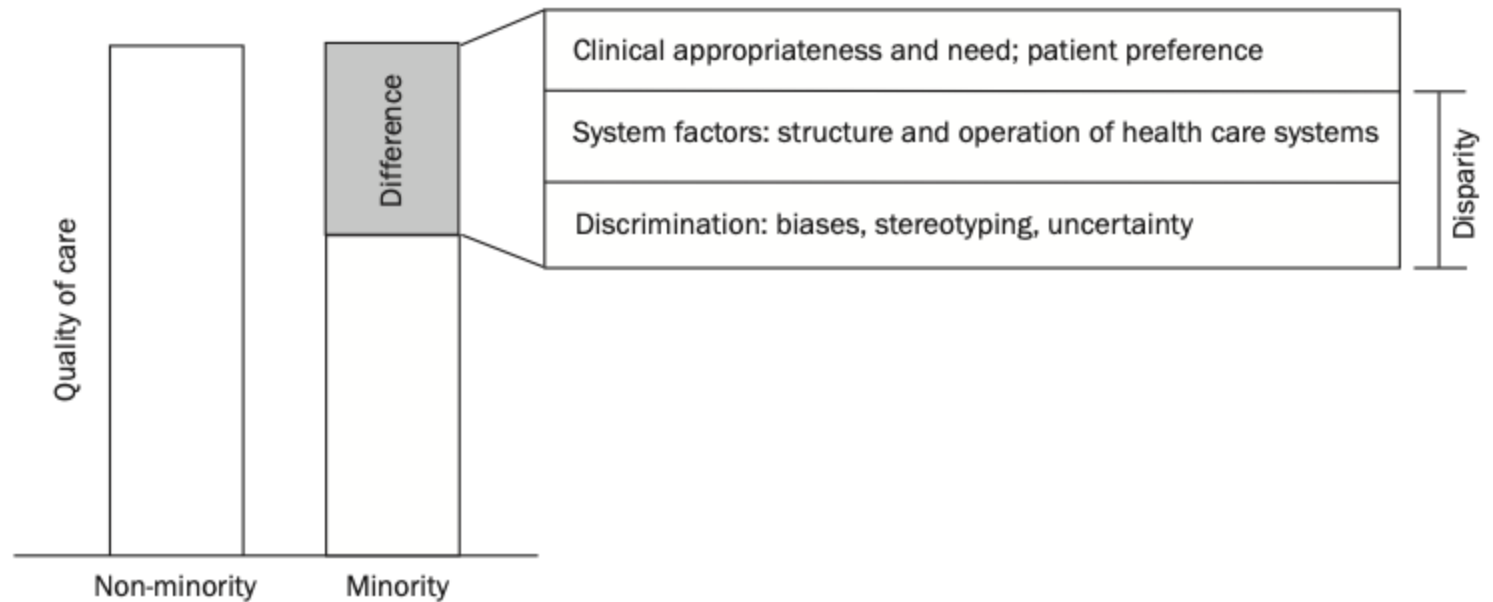 Quality of care
Non-minority
Minority
Difference
Clinical appropriateness and need; patient preference
System factors: structure and operation of health care systems
Discrimination: biases, stereotyping, uncertainty
Disparity